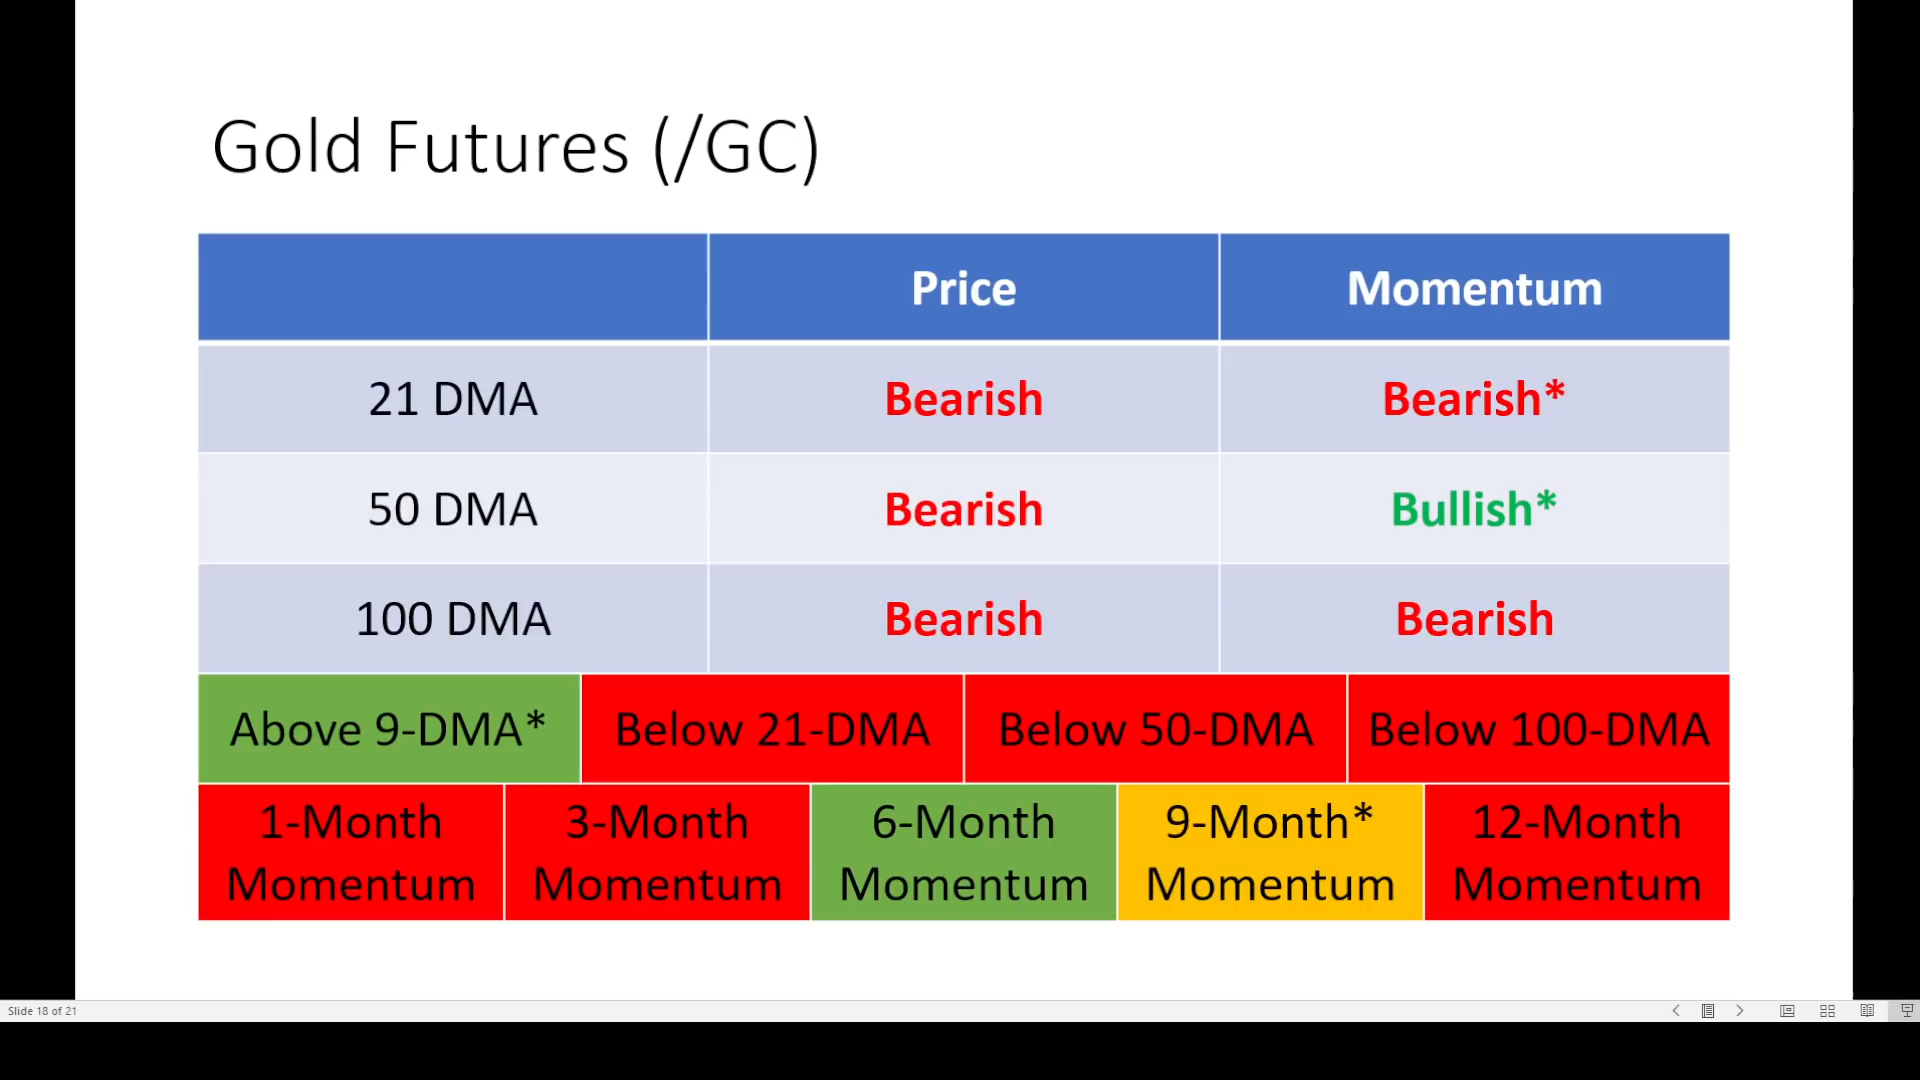 Gold Futures (/GC)
Price Momentum
21 DMA Bearish Bearish*
50 DMA Bearish Bullish*
100 DMA Bearish Bearish
Above 9-DMA* Below 21-DMA Below 50-DMA Below 100-DMA
1-Month 3-Month 6-Month 9-Month* 12-Month
Momentum Momentum Momentum Momentum Momentum
Slide 18 of 21